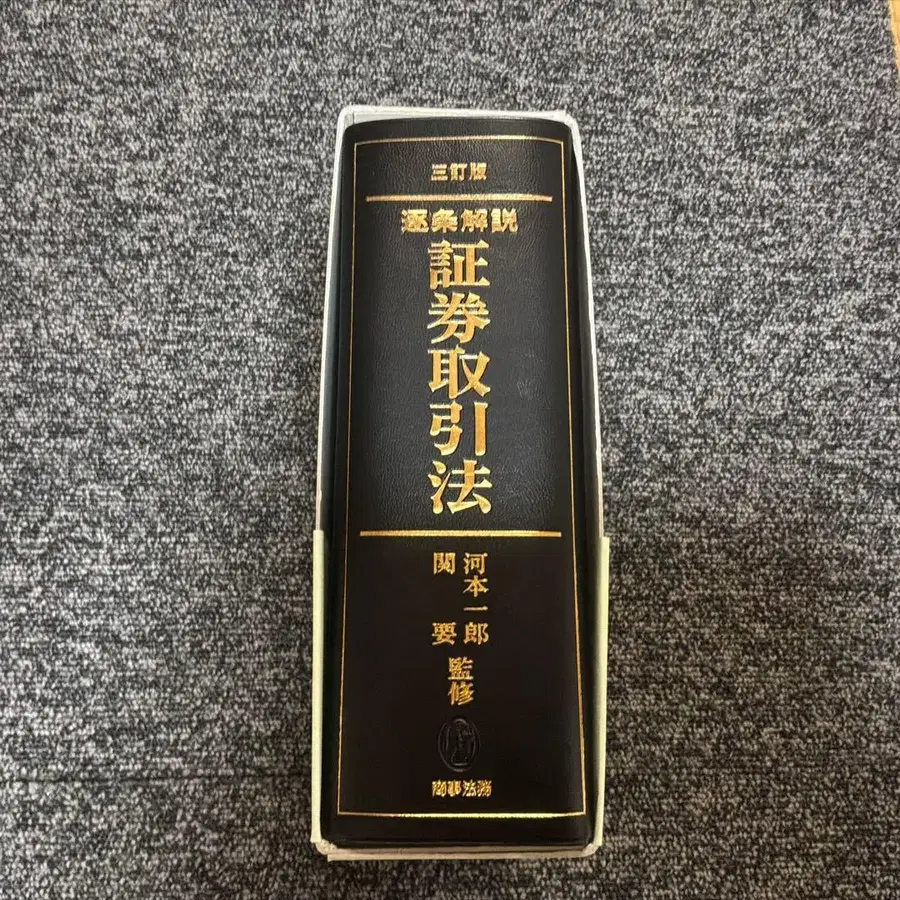 三訂版
逐条解説
証券取引法
河本一郎
関要
監修
商事法務